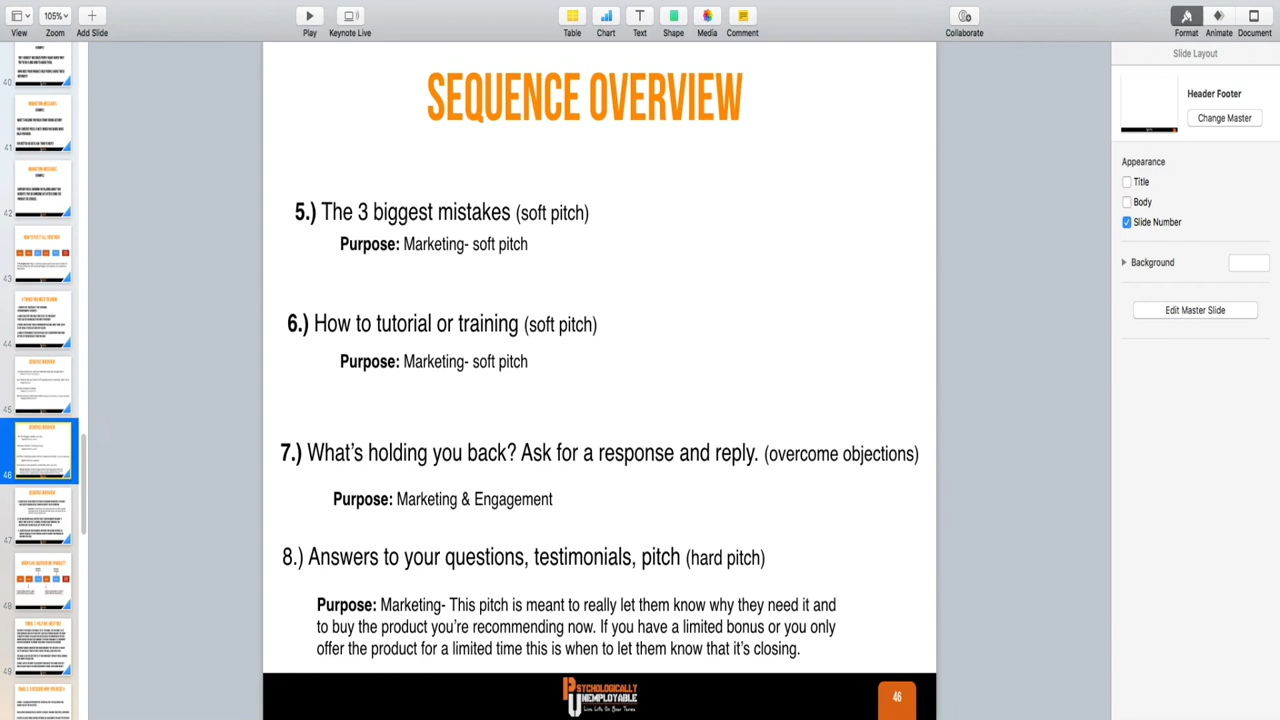 105%
View Zoom Add Slide Play Keynote Live Table Chart Text Shape Media Comment Collaborate Format Animate Document
Slide Layout
Header Footer
Change Master
Appearance
Title
Body
Slide Number
Background
Edit Master Slide
41
42
43
44
45
46
47
48
SEQUENCE OVERVIEW
5.) The 3 biggest misakes (soft pitch)
Purpose: Marketing- soft pitch
6.) How to tutorial or training (soft pitch)
Purpose: Marketing- soft pitch
7.) What's holding you back? Ask for a response and reply. (overcome objections)
Purpose: Marketing- engagement
8.) Answers to your questions, testimonials, pitch (hard pitch)
Purpose: Marketing- This pitch is meant to really let them know why they need it and
to buy the product you're recommending now. If you have a limited offer or you only
over the product for a limited time this is when to let them know that it's closing.
PSYCHOLOGICALLY
UNEMPLOYABLE
Live Life On Your Terms
46